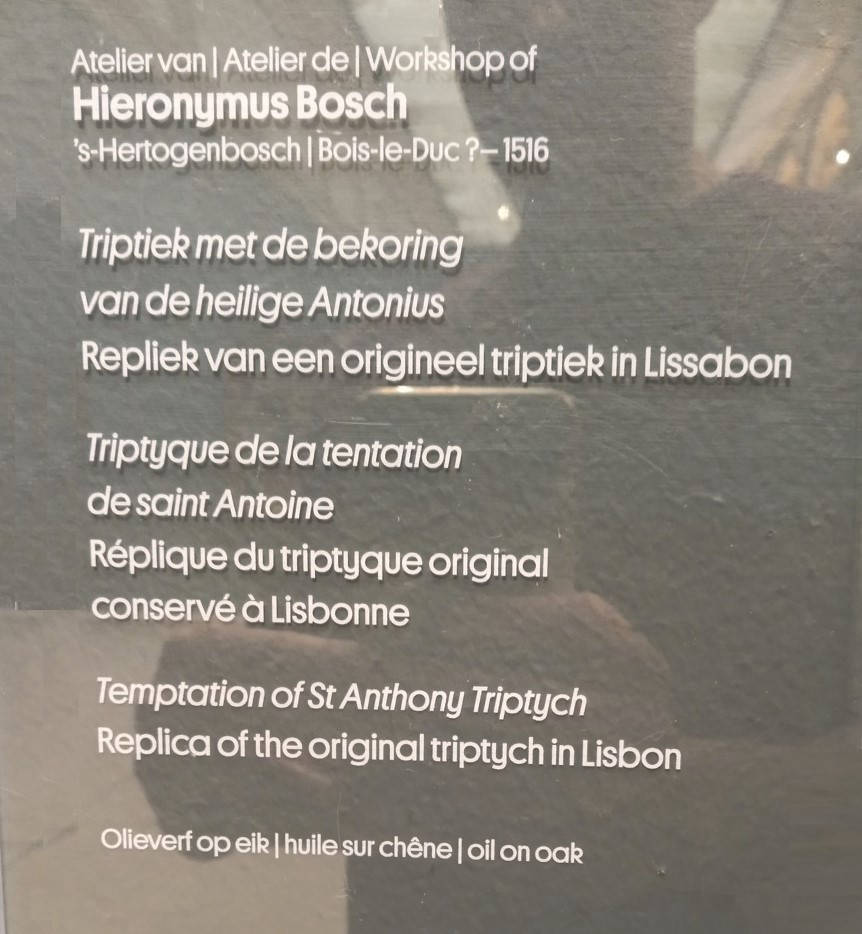 Atelier van | Atelier de | Workshop of
Hieronymus Bosch
's-Hertogenbosch | Bois-le-Duc ?– 1516
Triptiek met de bekoring
van de heilige Antonius
Repliek van een origineel triptiek in Lissabon
Triptyque de la tentation
de saint Antoine
Réplique du triptyque original
conservé à Lisbonne
Temptation of St Anthony Triptych
Replica of the original triptych in Lisbon
Olieverf op eik | huile sur chêne | oil on oak